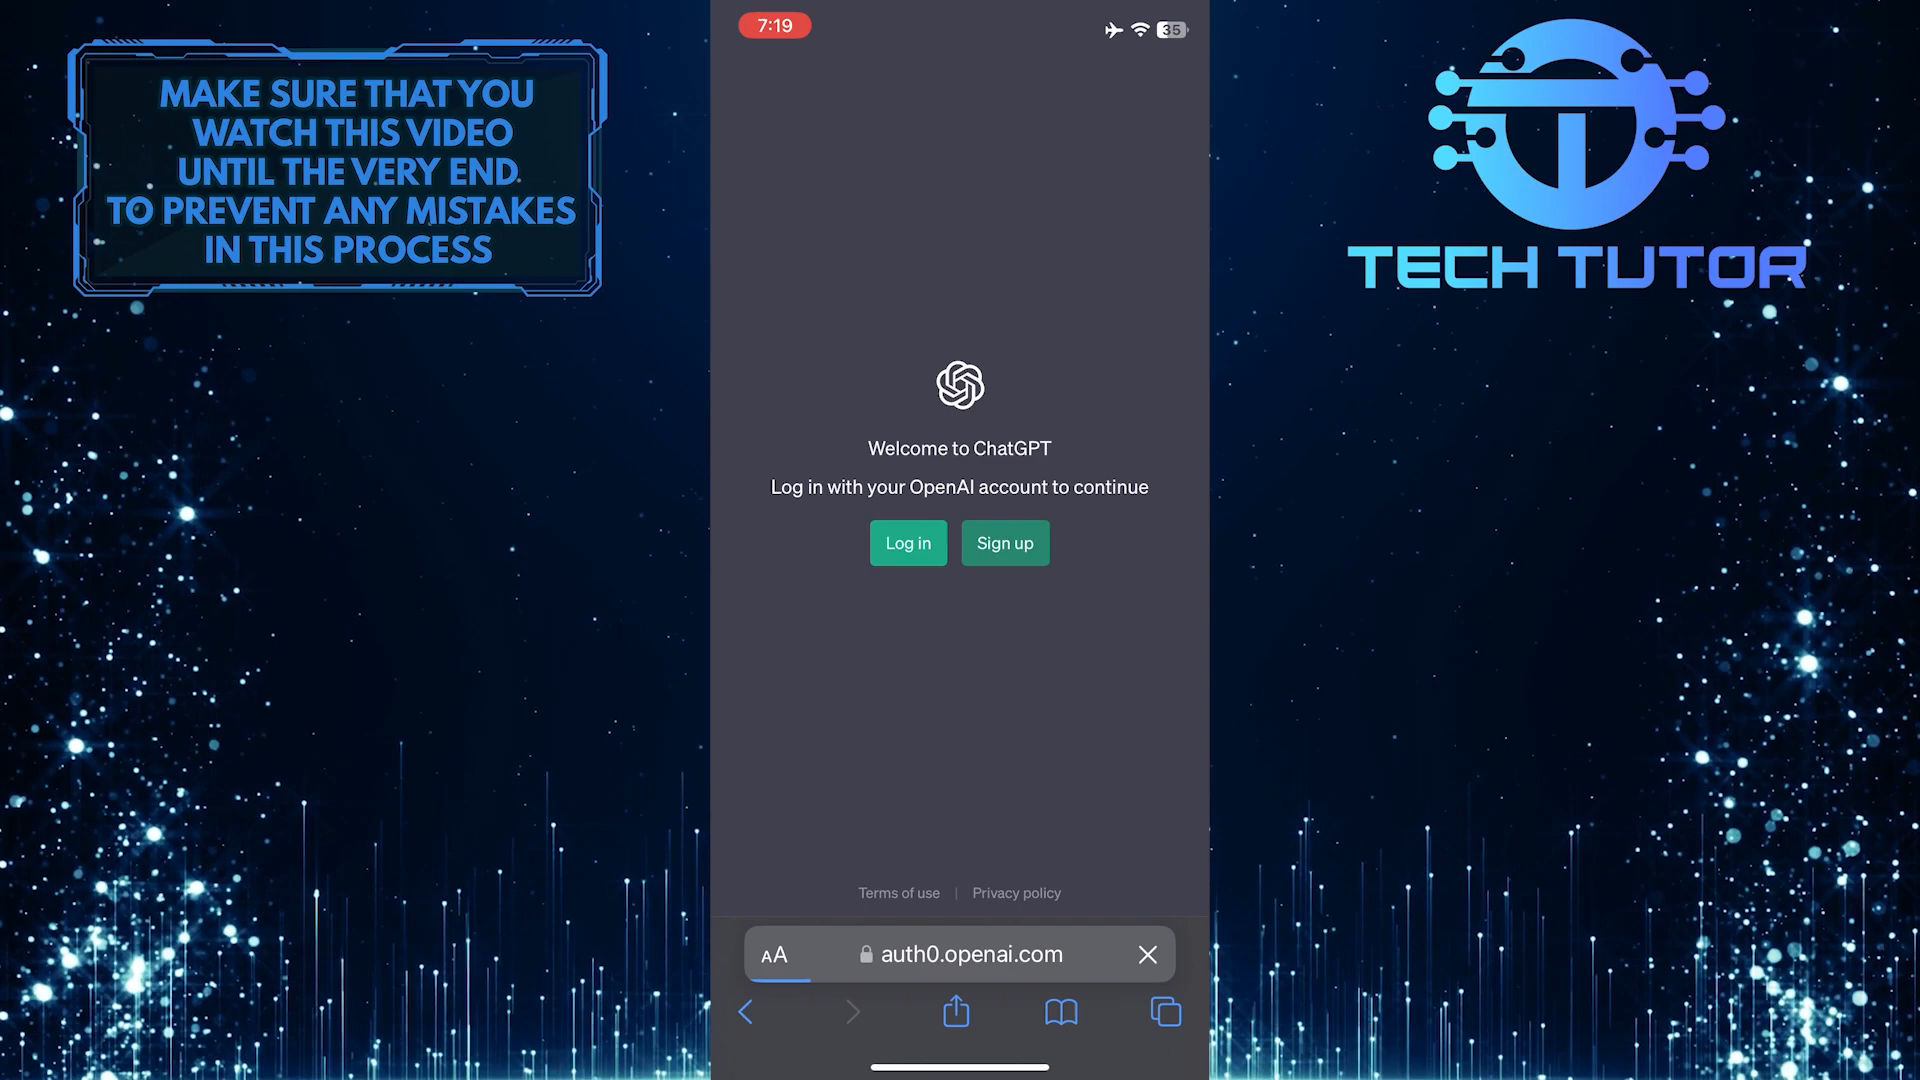 MAKE SURE THAT YOU
WATCH THIS VIDEO
UNTIL THE VERY END
TO PREVENT ANY MISTAKES
IN THIS PROCESS
7:19
35
TECH TUTOR
Welcome to ChatGPT
Log in with your OpenAI account to continue
Log in
Sign up
Terms of use | Privacy policy
AA
auth0.openai.com